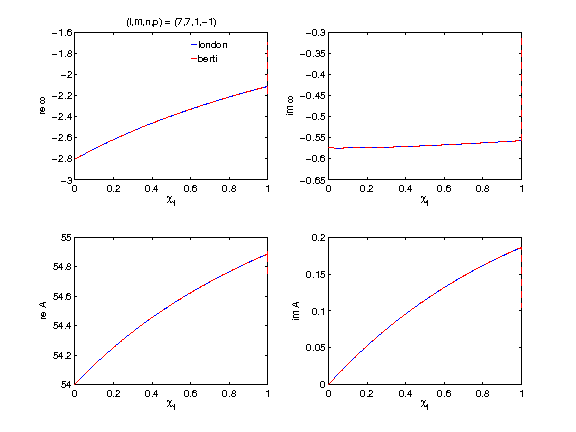 (l,m,n,p) = (7,7,1,−1)
−1.6
−1.8
−2
−2.2
−2.4
−2.6
−2.8
−3
re ω
0 0.2 0.4 0.6 0.8 1
χf
london
berti
−0.3
−0.35
−0.4
−0.45
−0.5
−0.55
−0.6
−0.65
im ω
0 0.2 0.4 0.6 0.8 1
χf
55
54.8
54.6
54.4
54.2
54
re A
0 0.2 0.4 0.6 0.8 1
χf
0.2
0.15
0.1
0.05
0
im A
0 0.2 0.4 0.6 0.8 1
χf